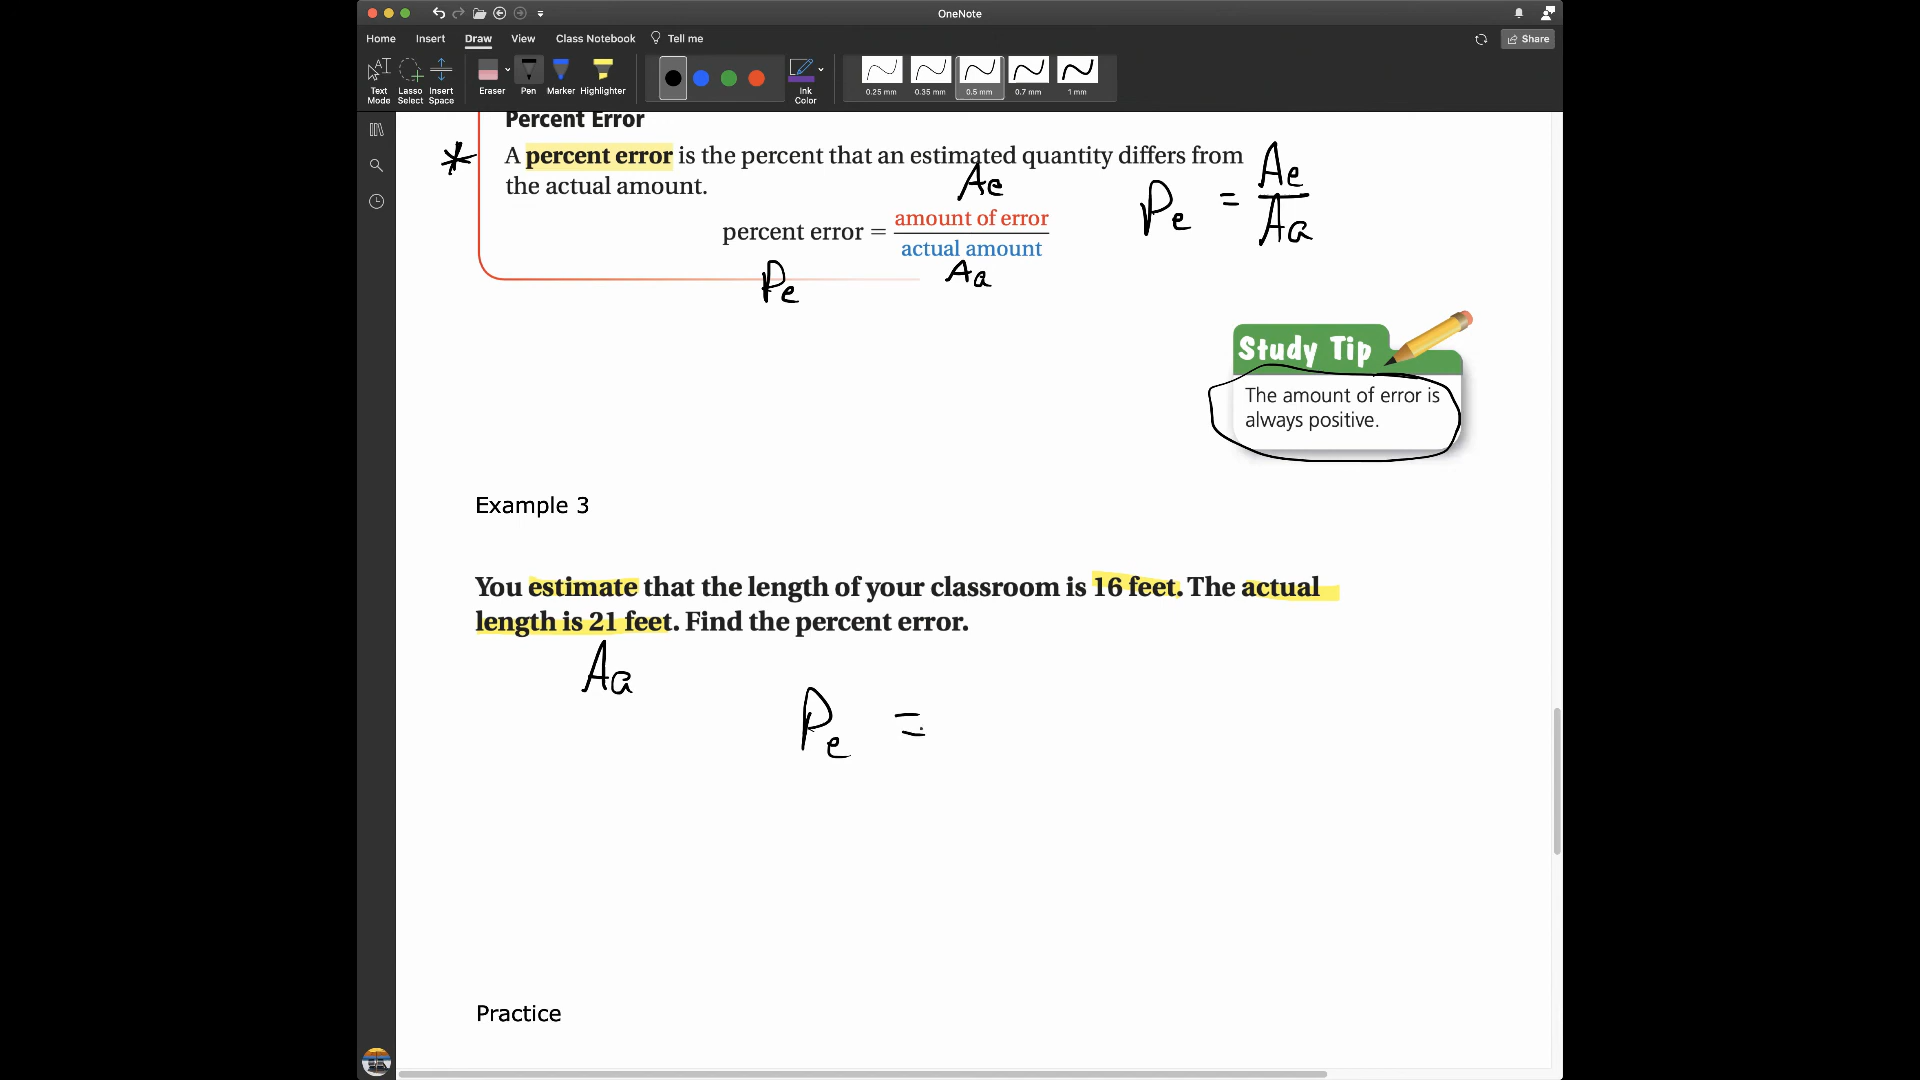 OneNote
Home Insert Draw View Class Notebook Tell me Share
Text Mode Lasso Select Insert Space Eraser Pen Marker Highlighter Ink Color 0.25 mm 0.35 mm 0.5 mm 0.7 mm 1 mm
Percent Error
* A percent error is the percent that an estimated quantity differs from
the actual amount.
Ae
percent error = amount of error / actual amount
Pe Aa
Pe = Ae / Aa
Study Tip
The amount of error is
always positive.
Example 3
You estimate that the length of your classroom is 16 feet. The actual
length is 21 feet. Find the percent error.
Aa
Pe =
Practice